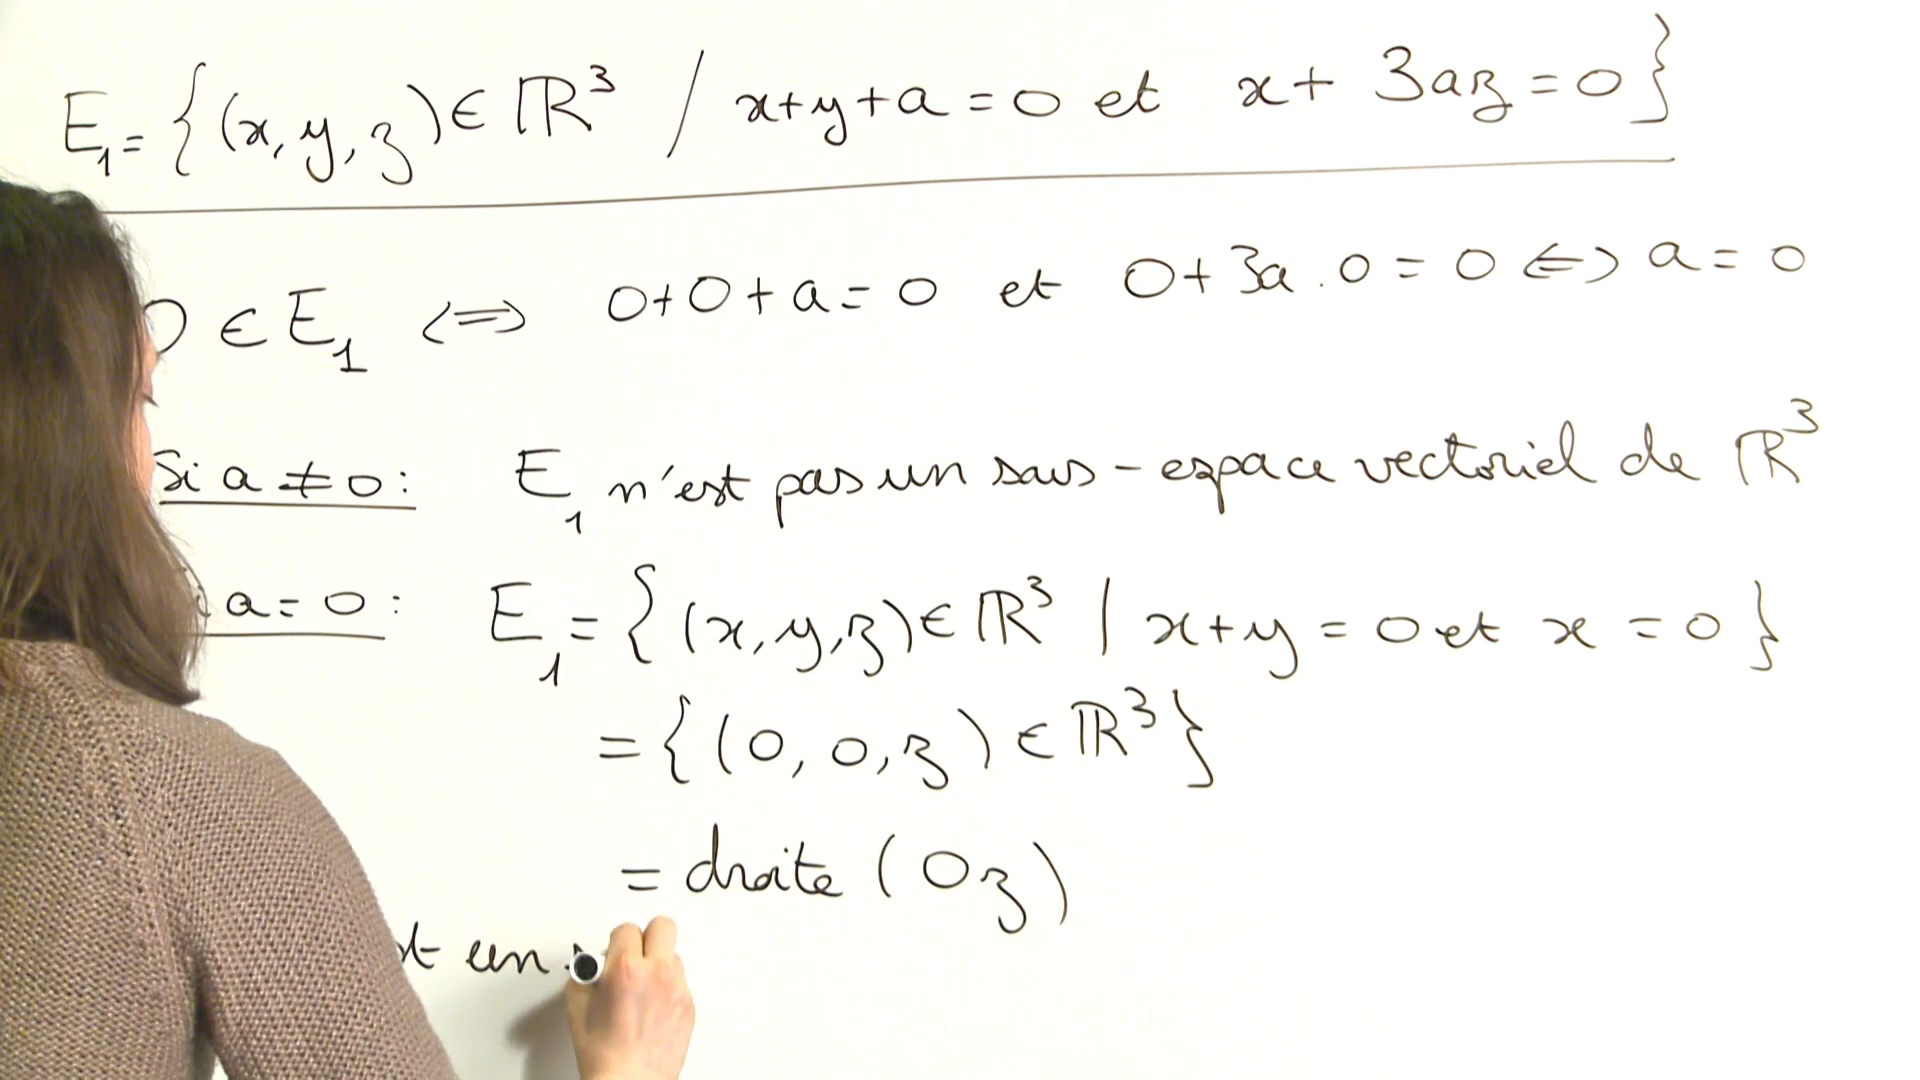 E₁ = {(x, y, z) ∈ ℝ³ / x+y+a = 0 et x + 3az = 0}
0 ∈ E₁ ⟺ 0+0+a = 0 et 0+3a.0 = 0 ⟺ a = 0
Si a ≠ 0 : E₁ n'est pas un sous-espace vectoriel de ℝ³
a = 0 : E₁ = {(x, y, z) ∈ ℝ³ | x+y = 0 et x = 0}
= {(0, 0, z) ∈ ℝ³}
= droite (Oz)
un